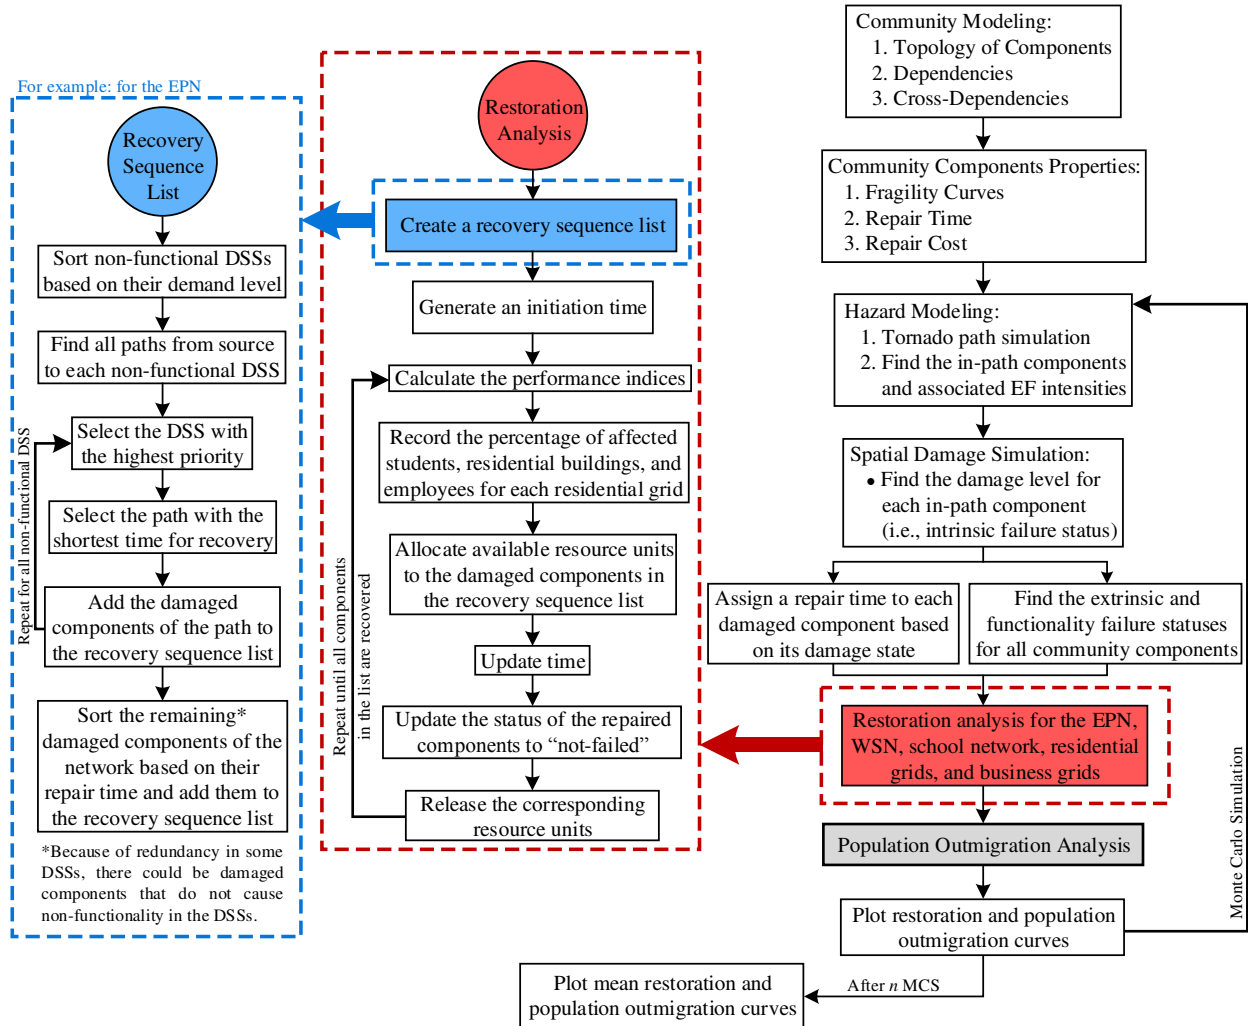 For example: for the EPN
Recovery
Sequence
List
Sort non-functional DSSs
based on their demand level
Find all paths from source
to each non-functional DSS
Select the DSS with
the highest priority
Select the path with the
shortest time for recovery
Add the damaged
components of the path to
the recovery sequence list
Repeat for all non-functional DSS
Sort the remaining*
damaged components of the
network based on their
repair time and add them to
the recovery sequence list
*Because of redundancy in some
DSSs, there could be damaged
components that do not cause
non-functionality in the DSSs.
Restoration
Analysis
Create a recovery sequence list
Generate an initiation time
Calculate the performance indices
Record the percentage of affected
students, residential buildings, and
employees for each residential grid
Allocate available resource units
to the damaged components in
the recovery sequence list
Update time
Update the status of the repaired
components to “not-failed”
Release the corresponding
resource units
Repeat until all components
in the list are recovered
Community Modeling:
1. Topology of Components
2. Dependencies
3. Cross-Dependencies
Community Components Properties:
1. Fragility Curves
2. Repair Time
3. Repair Cost
Hazard Modeling:
1. Tornado path simulation
2. Find the in-path components
and associated EF intensities
Spatial Damage Simulation:
• Find the damage level for
each in-path component
(i.e., intrinsic failure status)
Assign a repair time to each
damaged component based
on its damage state
Find the extrinsic and
functionality failure statuses
for all community components
Restoration analysis for the EPN,
WSN, school network, residential
grids, and business grids
Population Outmigration Analysis
Plot restoration and population
outmigration curves
Monte Carlo Simulation
After n MCS
Plot mean restoration and
population outmigration curves